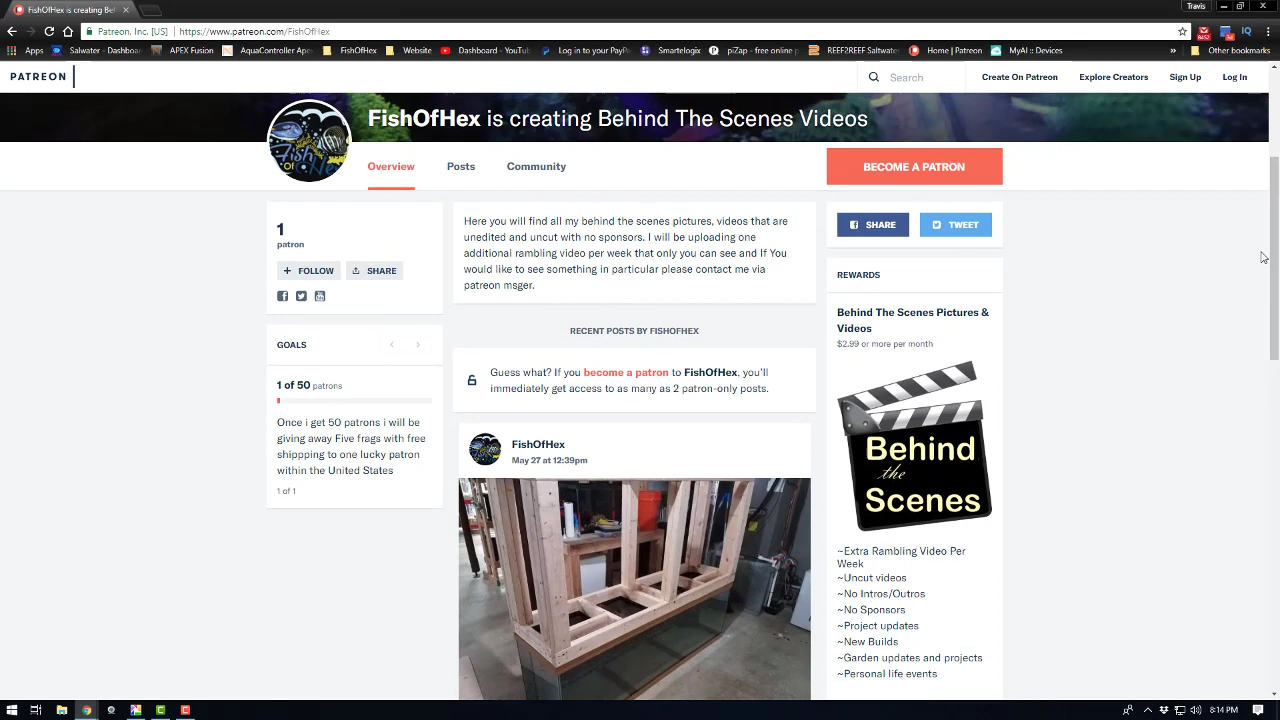 FishOfHex is creating Beh
Travis
Patreon, Inc. [US]
https://www.patreon.com/FishOfHex
Apps
Salwater - Dashboar
APEX Fusion
AquaController Apex
FishOfHex
Website
Dashboard - YouTu
Log in to your PayPa
Smartelogix
piZap - free online p
REEF2REEF Saltwater
Home | Patreon
MyAI :: Devices
»
Other bookmarks
PATREON
Search
Create On Patreon
Explore Creators
Sign Up
Log In
FishOfHex is creating Behind The Scenes Videos
Overview
Posts
Community
BECOME A PATRON
1
patron
FOLLOW
SHARE
GOALS
1 of 50 patrons
Once i get 50 patrons i will be
giving away Five frags with free
shippping to one lucky patron
within the United States
1 of 1
Here you will find all my behind the scenes pictures, videos that are
unedited and uncut with no sponsors. I will be uploading one
additional rambling video per week that only you can see and If You
would like to see something in particular please contact me via
patreon msger.
RECENT POSTS BY FISHOFHEX
Guess what? If you become a patron to FishOfHex, you'll
immediately get access to as many as 2 patron-only posts.
FishOfHex
May 27 at 12:39pm
SHARE
TWEET
REWARDS
Behind The Scenes Pictures &
Videos
$2.99 or more per month
Behind
the
Scenes
~Extra Rambling Video Per
Week
~Uncut videos
~No Intros/Outros
~No Sponsors
~Project updates
~New Builds
~Garden updates and projects
~Personal life events
8:14 PM